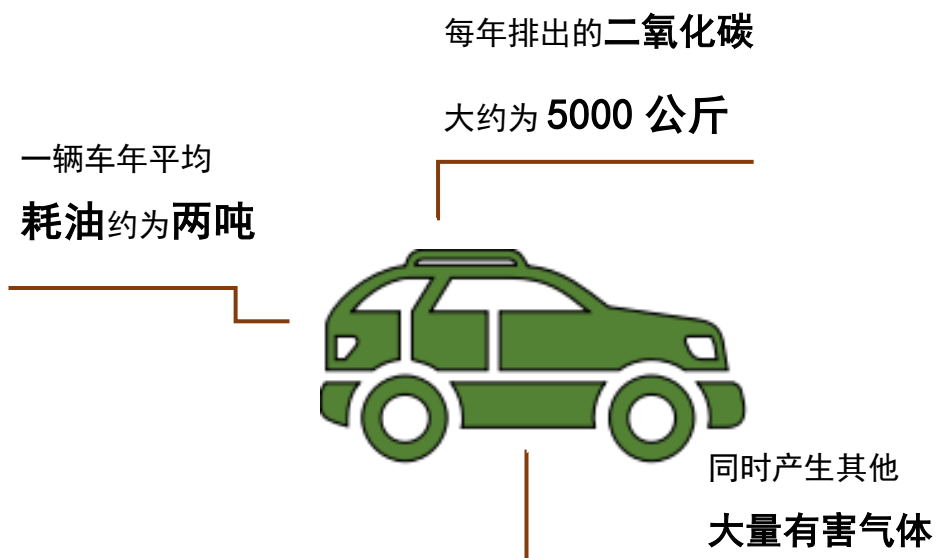 每年排出的二氧化碳
大约为 5000 公斤
一辆车年平均
耗油约为两吨
同时产生其他
大量有害气体